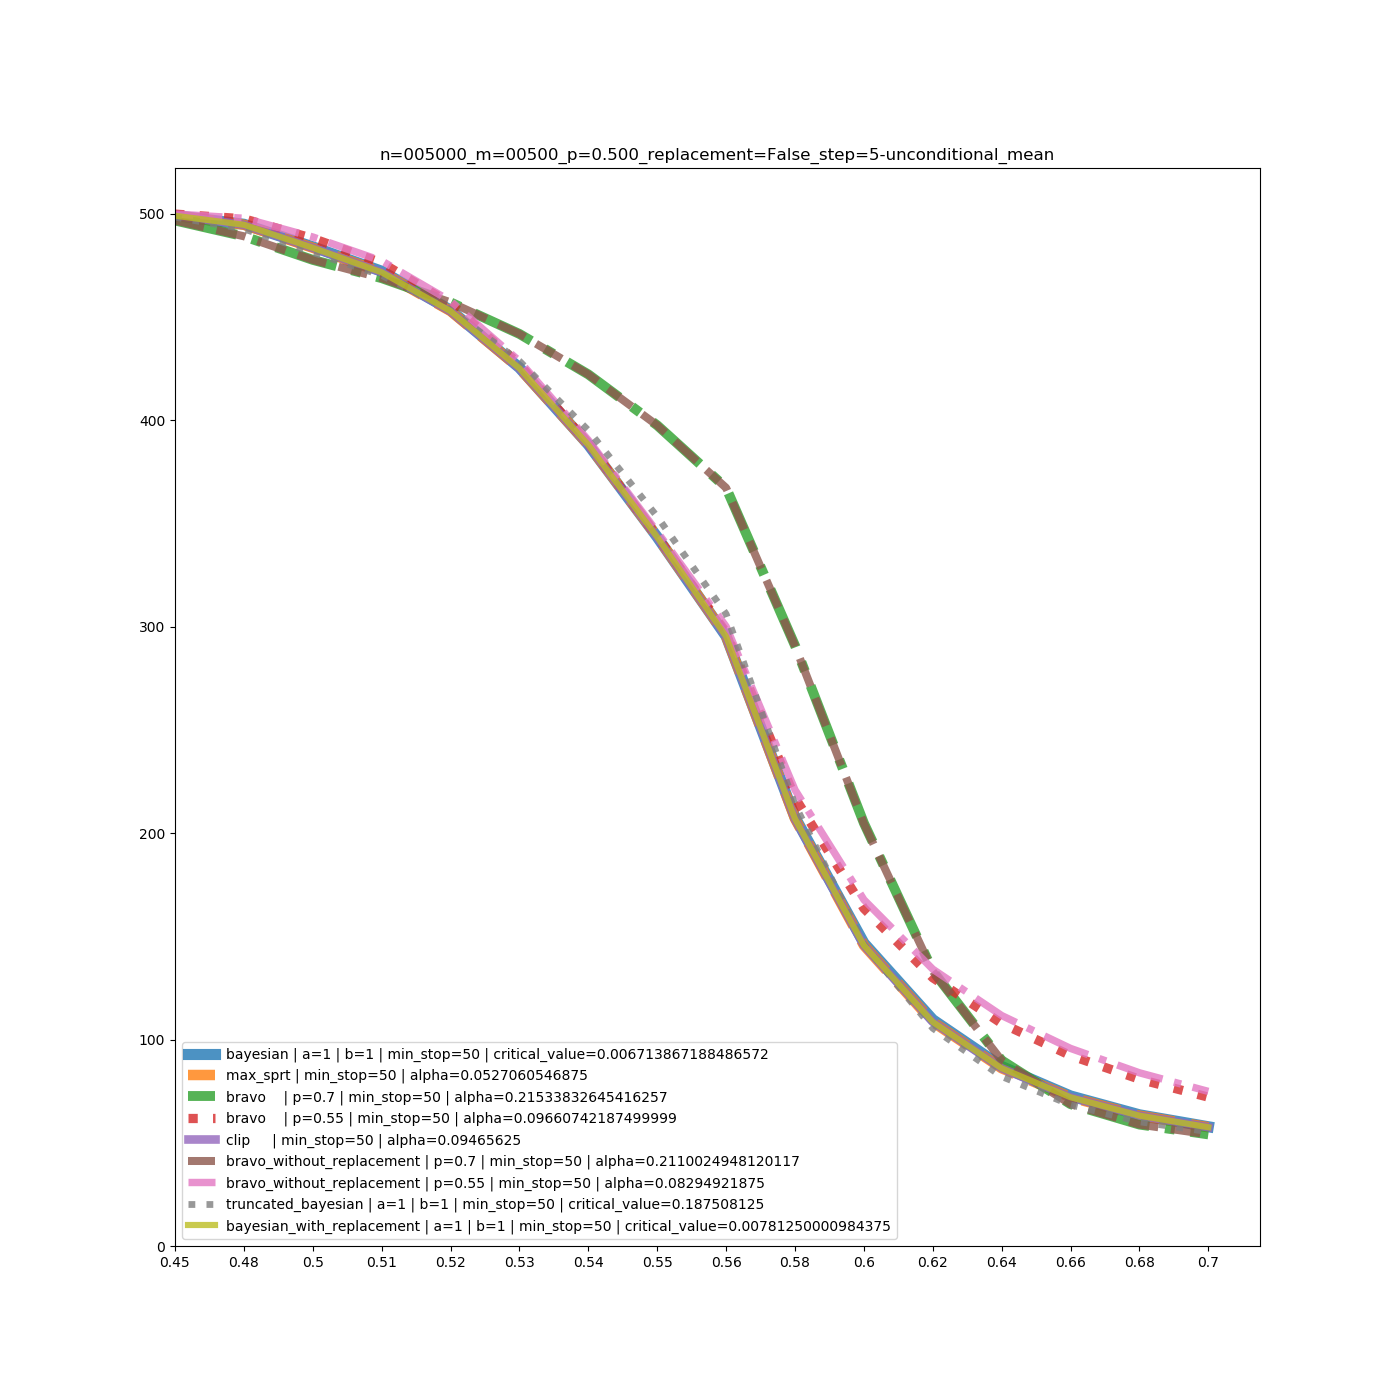 n=005000_m=00500_p=0.500_replacement=False_step=5-unconditional_mean
500
400
300
200
100
0
bayesian | a=1 | b=1 | min_stop=50 | critical_value=0.006713867188486572
max_sprt | min_stop=50 | alpha=0.0527060546875
bravo | p=0.7 | min_stop=50 | alpha=0.21533832645416257
bravo | p=0.55 | min_stop=50 | alpha=0.09660742187499999
clip | min_stop=50 | alpha=0.09465625
bravo_without_replacement | p=0.7 | min_stop=50 | alpha=0.2110024948120117
bravo_without_replacement | p=0.55 | min_stop=50 | alpha=0.08294921875
truncated_bayesian | a=1 | b=1 | min_stop=50 | critical_value=0.187508125
bayesian_with_replacement | a=1 | b=1 | min_stop=50 | critical_value=0.00781250000984375
0.45 0.48 0.5 0.51 0.52 0.53 0.54 0.55 0.56 0.58 0.6 0.62 0.64 0.66 0.68 0.7